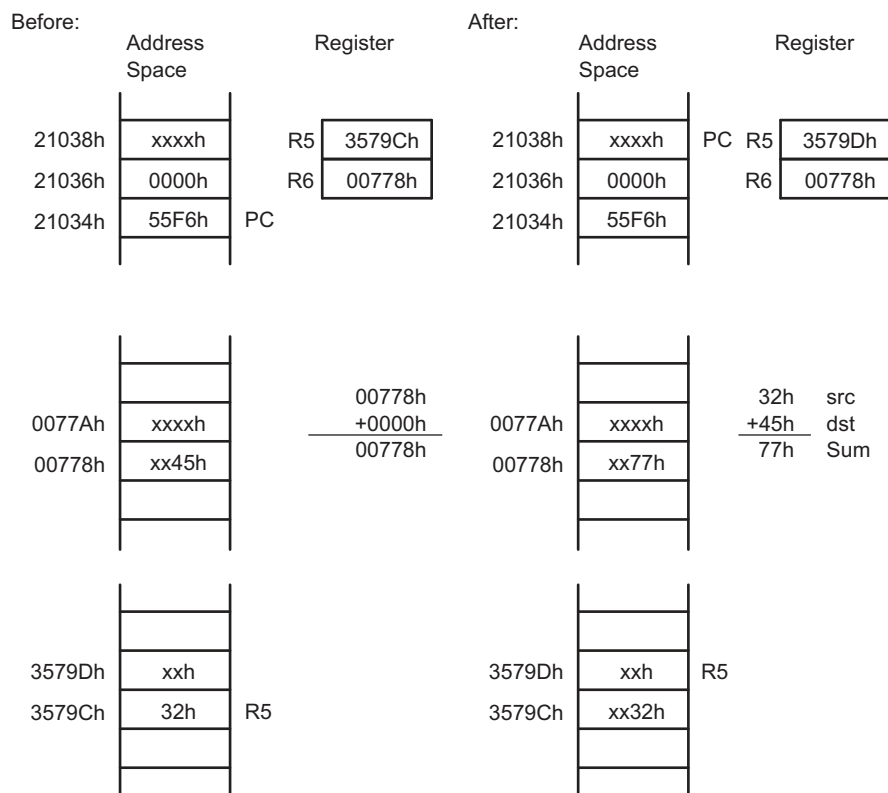 Before:
After:
Address Space
Register
Address Space
Register
21038h xxxxh R5 3579Ch
21038h xxxxh PC R5 3579Dh
21036h 0000h R6 00778h
21036h 0000h R6 00778h
21034h 55F6h PC
21034h 55F6h
00778h
32h src
0077Ah xxxxh +0000h
0077Ah xxxxh +45h dst
00778h xx45h 00778h
00778h xx77h 77h Sum
3579Dh xxh
3579Dh xxh R5
3579Ch 32h R5
3579Ch xx32h